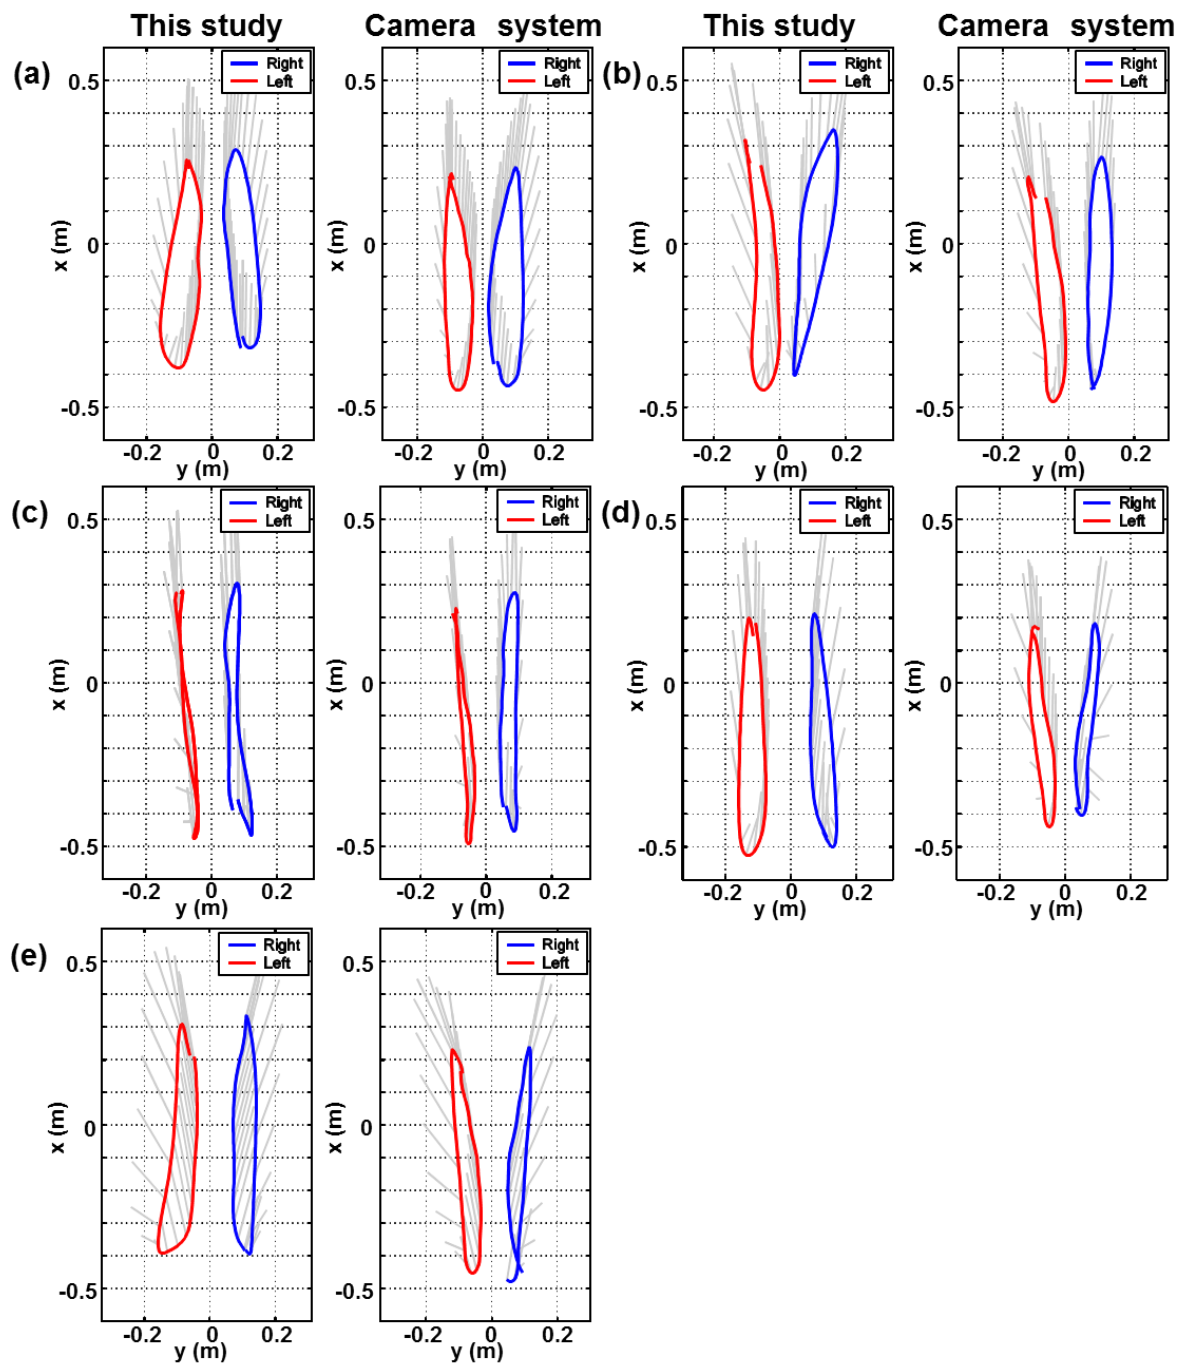 This study Camera system This study Camera system
(a) Right Left Right Left (b) Right Left Right Left
0.5 0.5 0.5 0.5
x (m) 0 x (m) 0 x (m) 0 x (m) 0
-0.5 -0.5 -0.5 -0.5
-0.2 0 0.2 -0.2 0 0.2 -0.2 0 0.2 -0.2 0 0.2
y (m) y (m) y (m) y (m)
(c) Right Left Right Left (d) Right Left Right Left
0.5 0.5 0.5 0.5
x (m) 0 x (m) 0 x (m) 0 x (m) 0
-0.5 -0.5 -0.5 -0.5
-0.2 0 0.2 -0.2 0 0.2 -0.2 0 0.2 -0.2 0 0.2
y (m) y (m) y (m) y (m)
(e) Right Left Right Left
0.5 0.5
x (m) 0 x (m) 0
-0.5 -0.5
-0.2 0 0.2 -0.2 0 0.2
y (m) y (m)